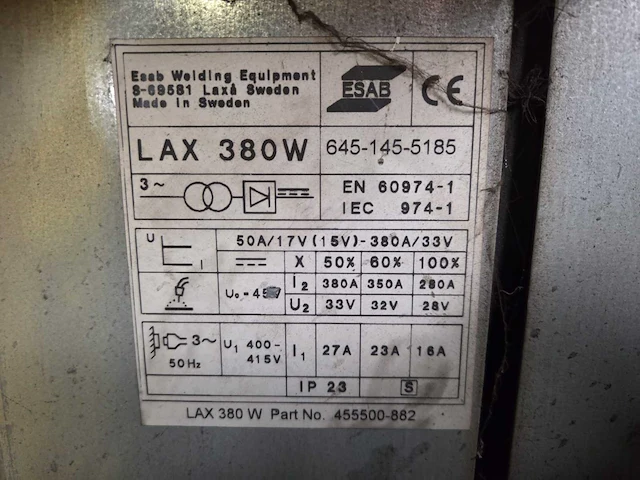 Esab Welding Equipment
S-69581 Laxå Sweden
Made in Sweden
ESAB
CE
LAX 380W
645-145-5185
3~
EN 60974-1
IEC 974-1
U
I
50A/17V (15V)-380A/33V
X 50% 60% 100%
U₀-
I₂ 380A 350A 280A
U₂ 33V 32V 28V
3~
50Hz
U₁ 400-
415V
I₁ 27A 23A 16A
IP 23
S
LAX 380 W Part No. 455500-882